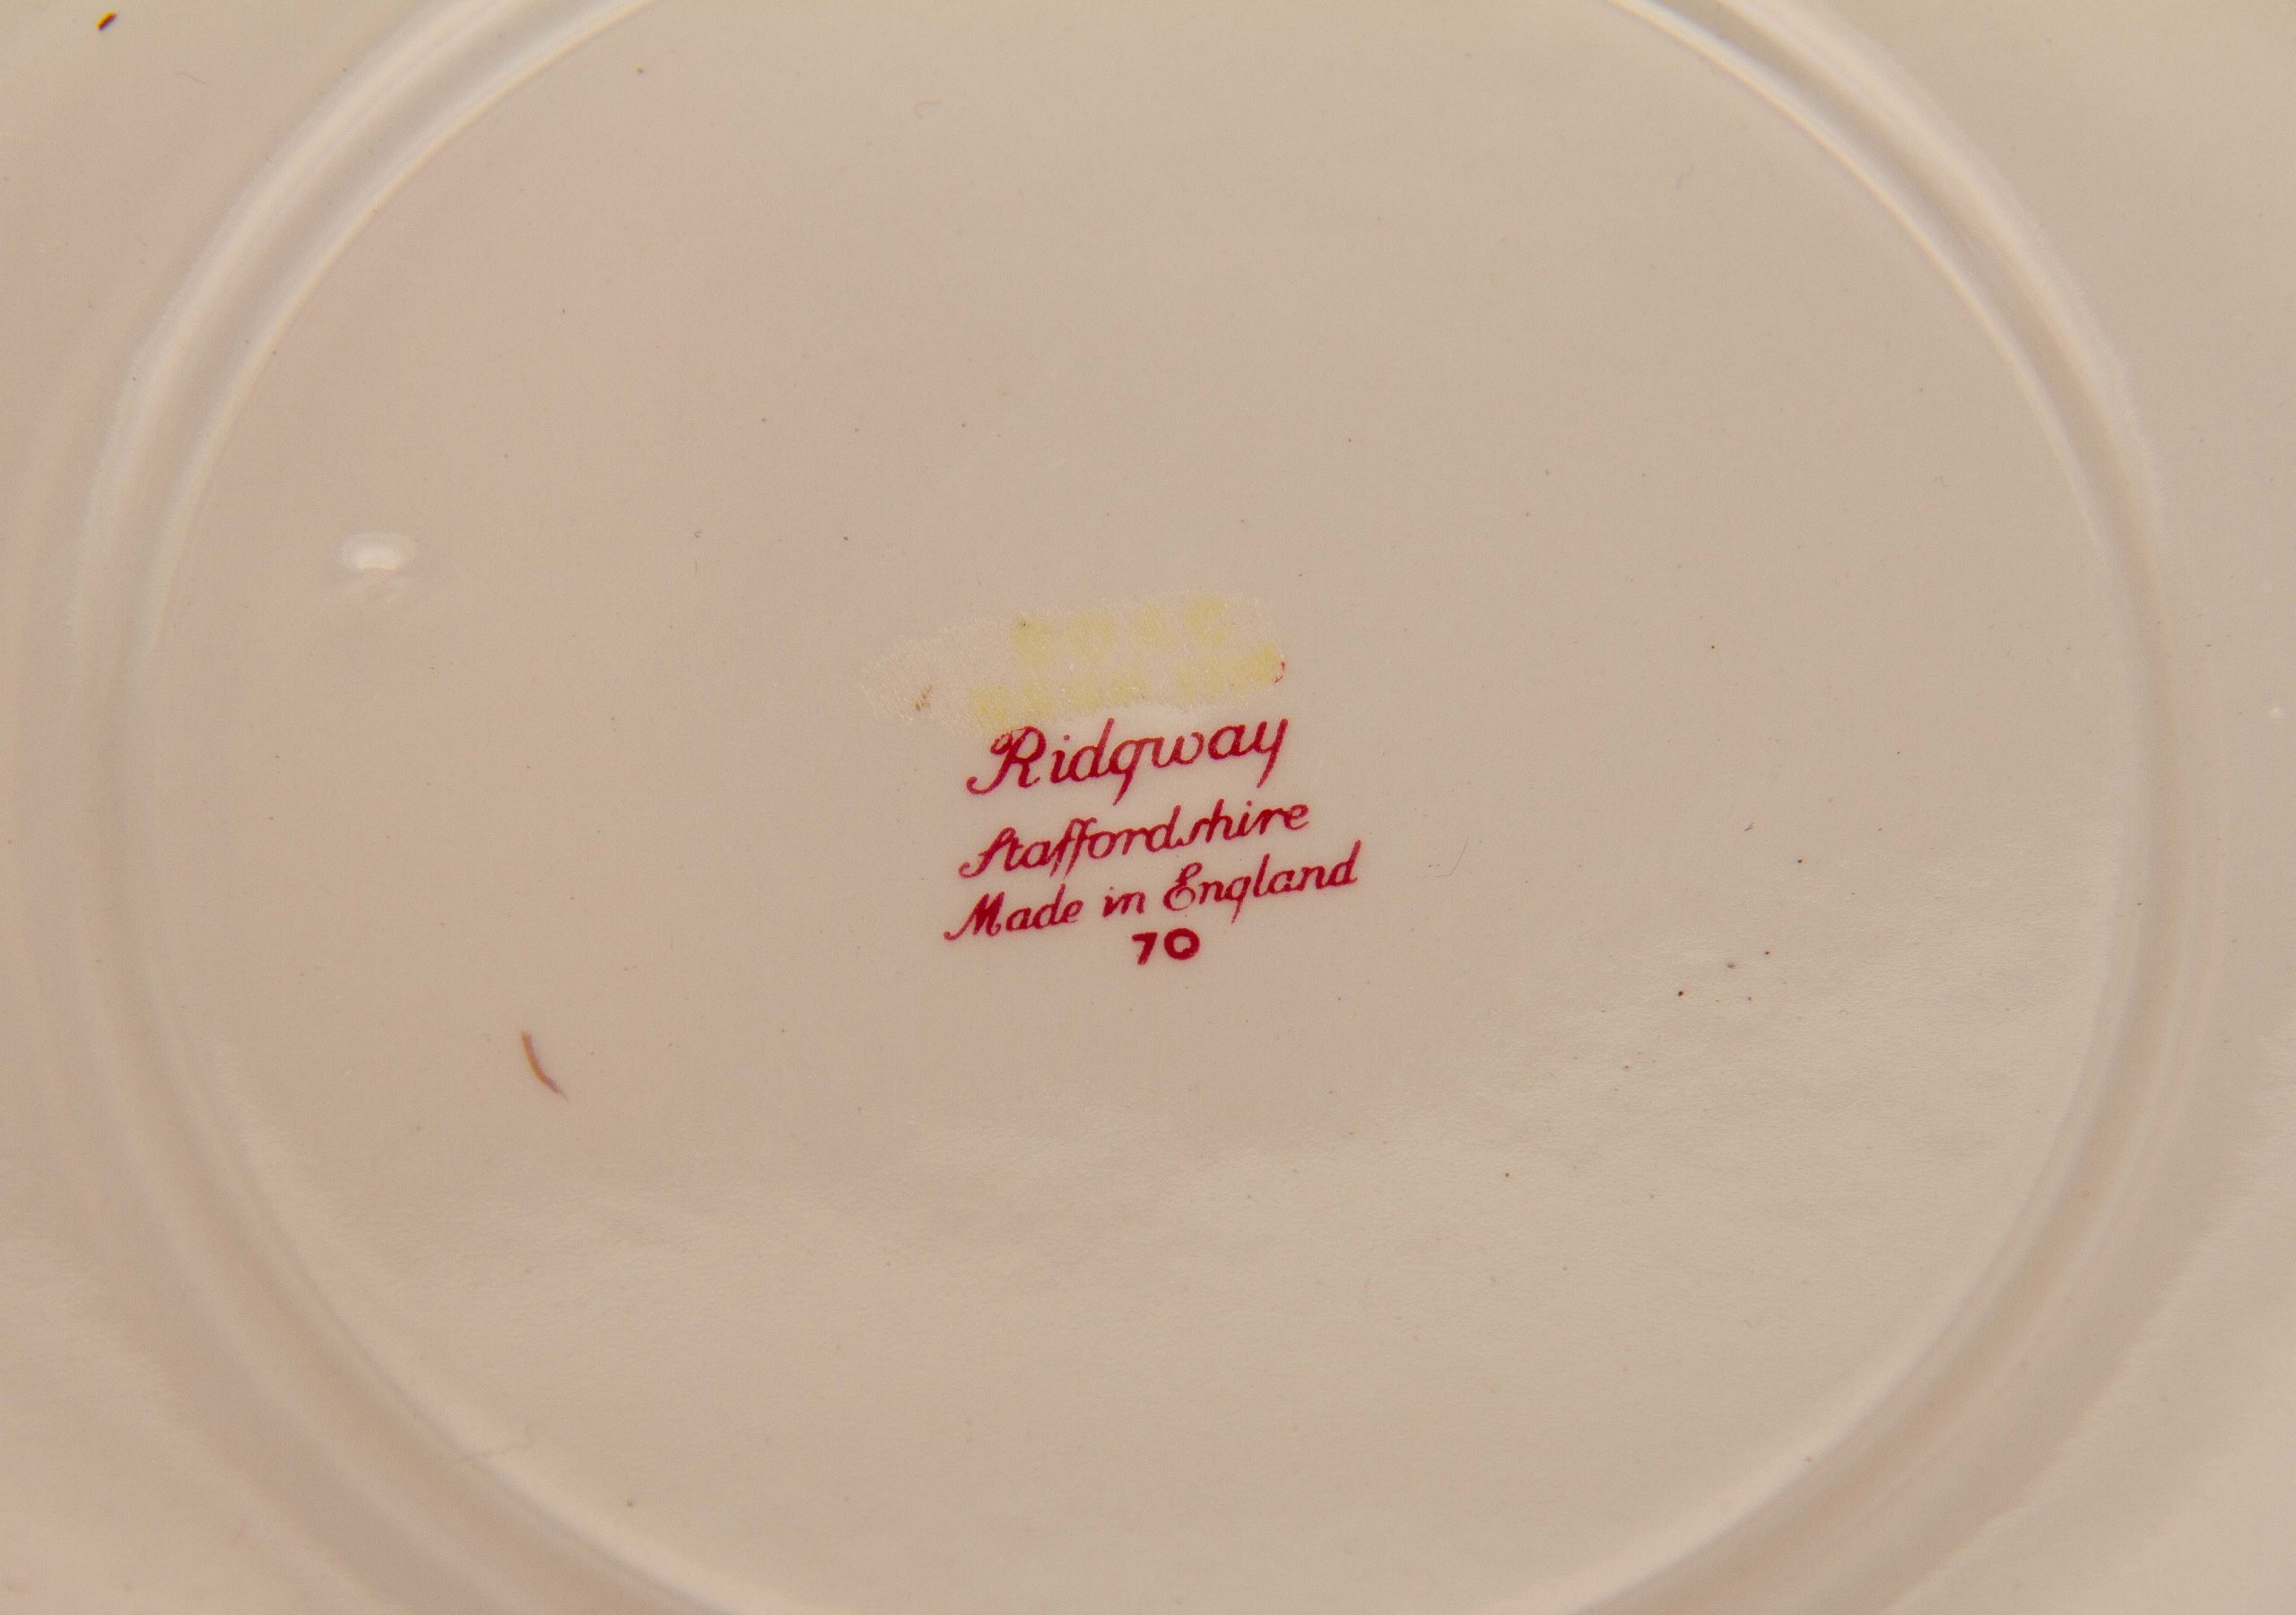 Ridgway
Staffordshire
Made in England
70